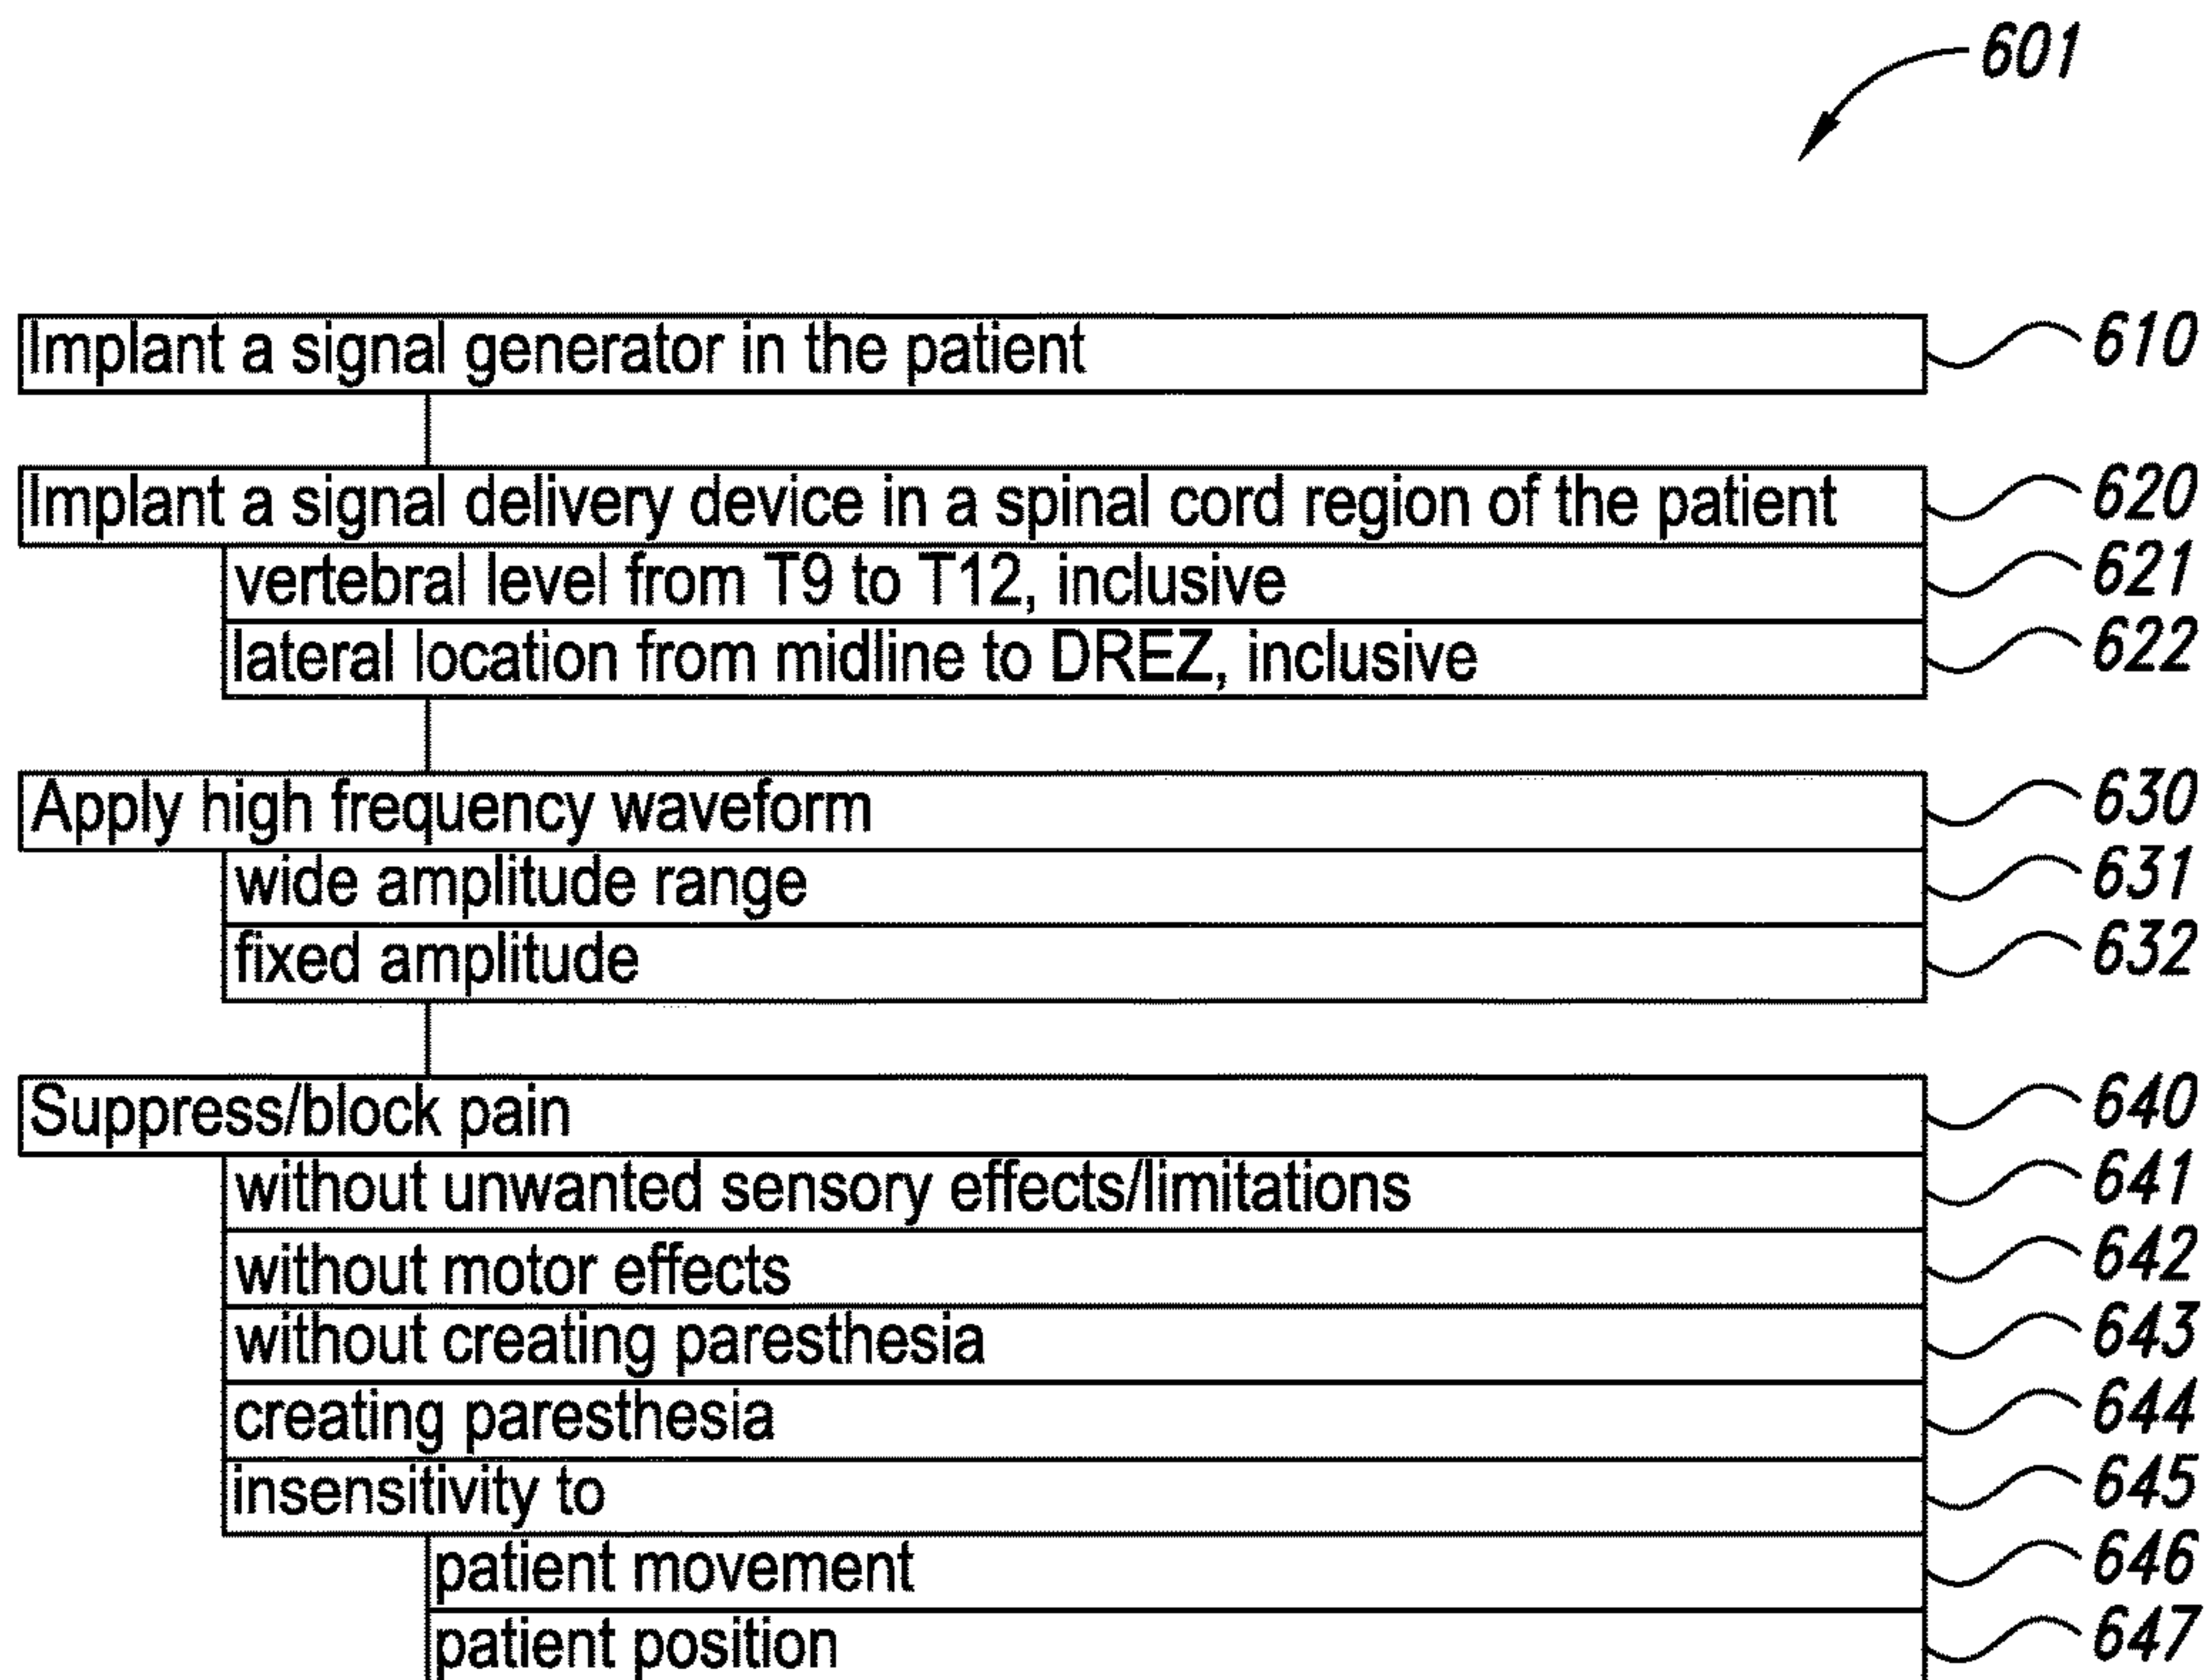 601
Implant a signal generator in the patient 610
Implant a signal delivery device in a spinal cord region of the patient 620
vertebral level from T9 to T12, inclusive 621
lateral location from midline to DREZ, inclusive 622
Apply high frequency waveform 630
wide amplitude range 631
fixed amplitude 632
Suppress/block pain 640
without unwanted sensory effects/limitations 641
without motor effects 642
without creating paresthesia 643
creating paresthesia 644
insensitivity to 645
patient movement 646
patient position 647